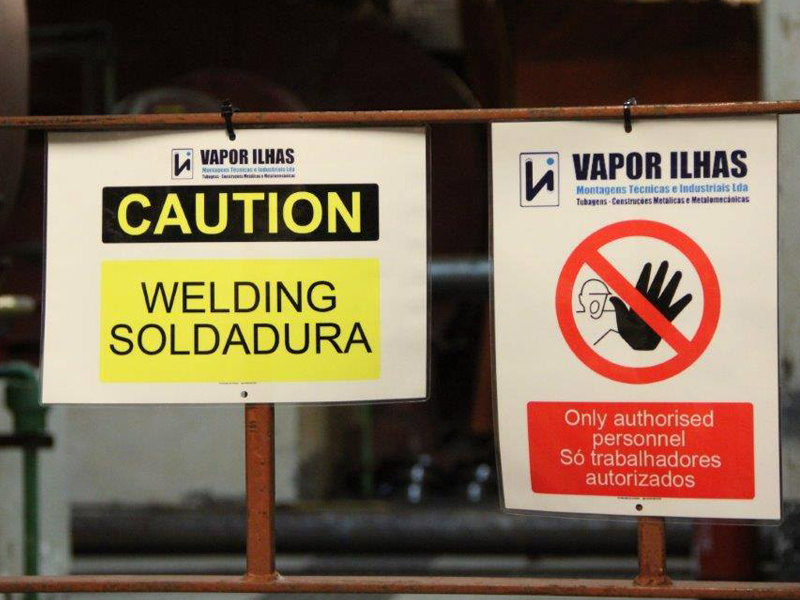 VAPOR ILHAS
Montagens Técnicas e Industriais Lda
Tubagens - Construções Metálicas e Metalomecânicas
CAUTION
WELDING
SOLDADURA
VAPOR ILHAS
Montagens Técnicas e Industriais Lda
Tubagens - Construções Metálicas e Metalomecânicas
Only authorised
personnel
Só trabalhadores
autorizados